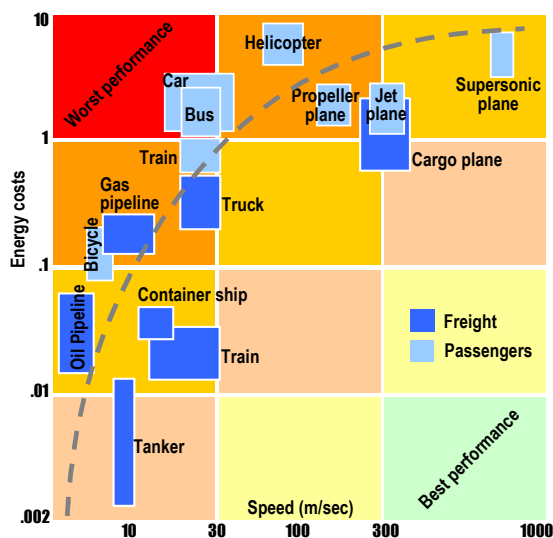 10
Worst performance
Helicopter
Car
Supersonic
plane
Propeller
plane
Jet
plane
Bus
1
Train
Cargo plane
Gas
pipeline
Truck
Energy costs
Bicycle
.1
Oil Pipeline
Container ship
Freight
Train
Passengers
.01
Tanker
Best performance
Speed (m/sec)
.002
10
30
100
300
1000